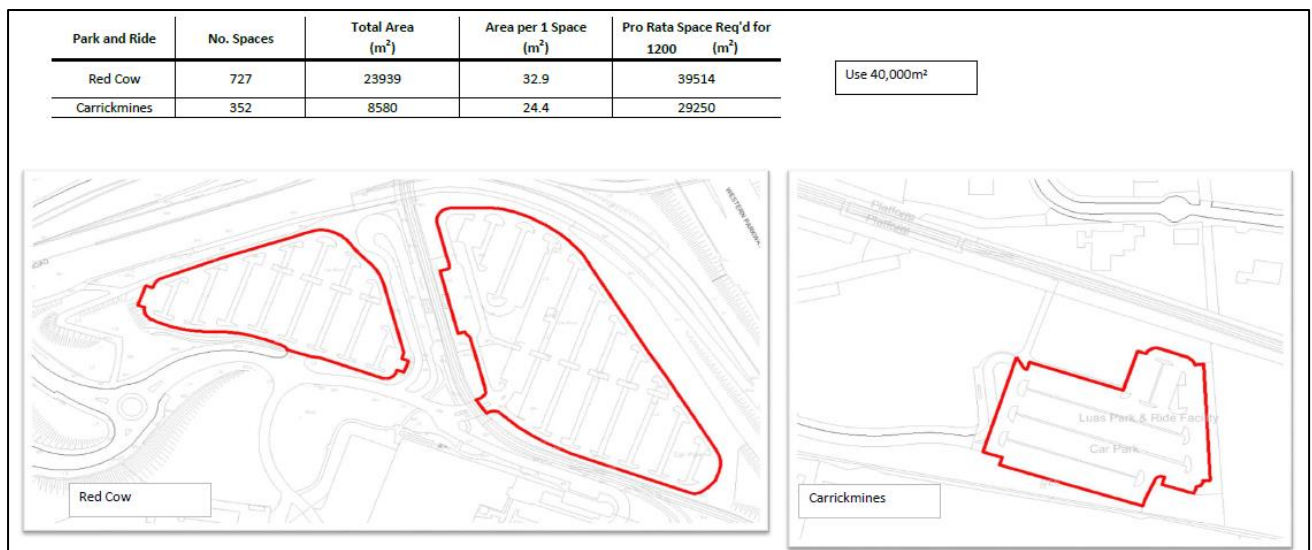 Park and Ride No. Spaces Total Area (m²) Area per 1 Space (m²) Pro Rata Space Req'd for 1200 (m²)
Red Cow 727 23939 32.9 39514
Carrickmines 352 8580 24.4 29250
Use 40,000m²
WESTERN PARKWAY
Red Cow
Platform
Platform
Luas Park & Ride Facility
Car Park
Carrickmines